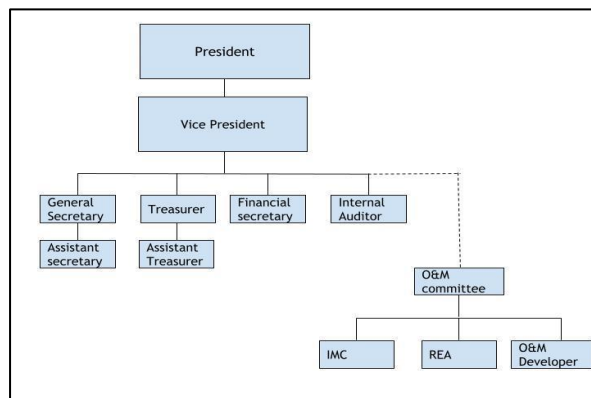 President
Vice President
General
Secretary
Treasurer
Financial
secretary
Internal
Auditor
Assistant
secretary
Assistant
Treasurer
O&M
committee
IMC
REA
O&M
Developer